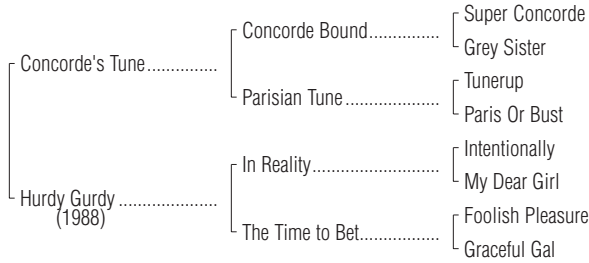 Super Concorde
Concorde Bound...............
Grey Sister
Concorde's Tune...............
Tunerup
Parisian Tune....................
Paris Or Bust
Intentionally
In Reality...........................
My Dear Girl
Hurdy Gurdy.....................
(1988)
Foolish Pleasure
The Time to Bet.................
Graceful Gal